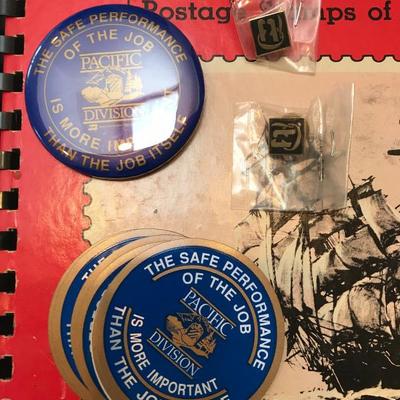 Postage Stamps of
THE SAFE PERFORMANCE
OF THE JOB
PACIFIC
DIVISION
IS MORE
THAN THE JOB ITSELF
THE SAFE PERFORMANCE
OF THE JOB
PACIFIC
DIVISION
IS MORE IMPORTANT
THAN THE JO